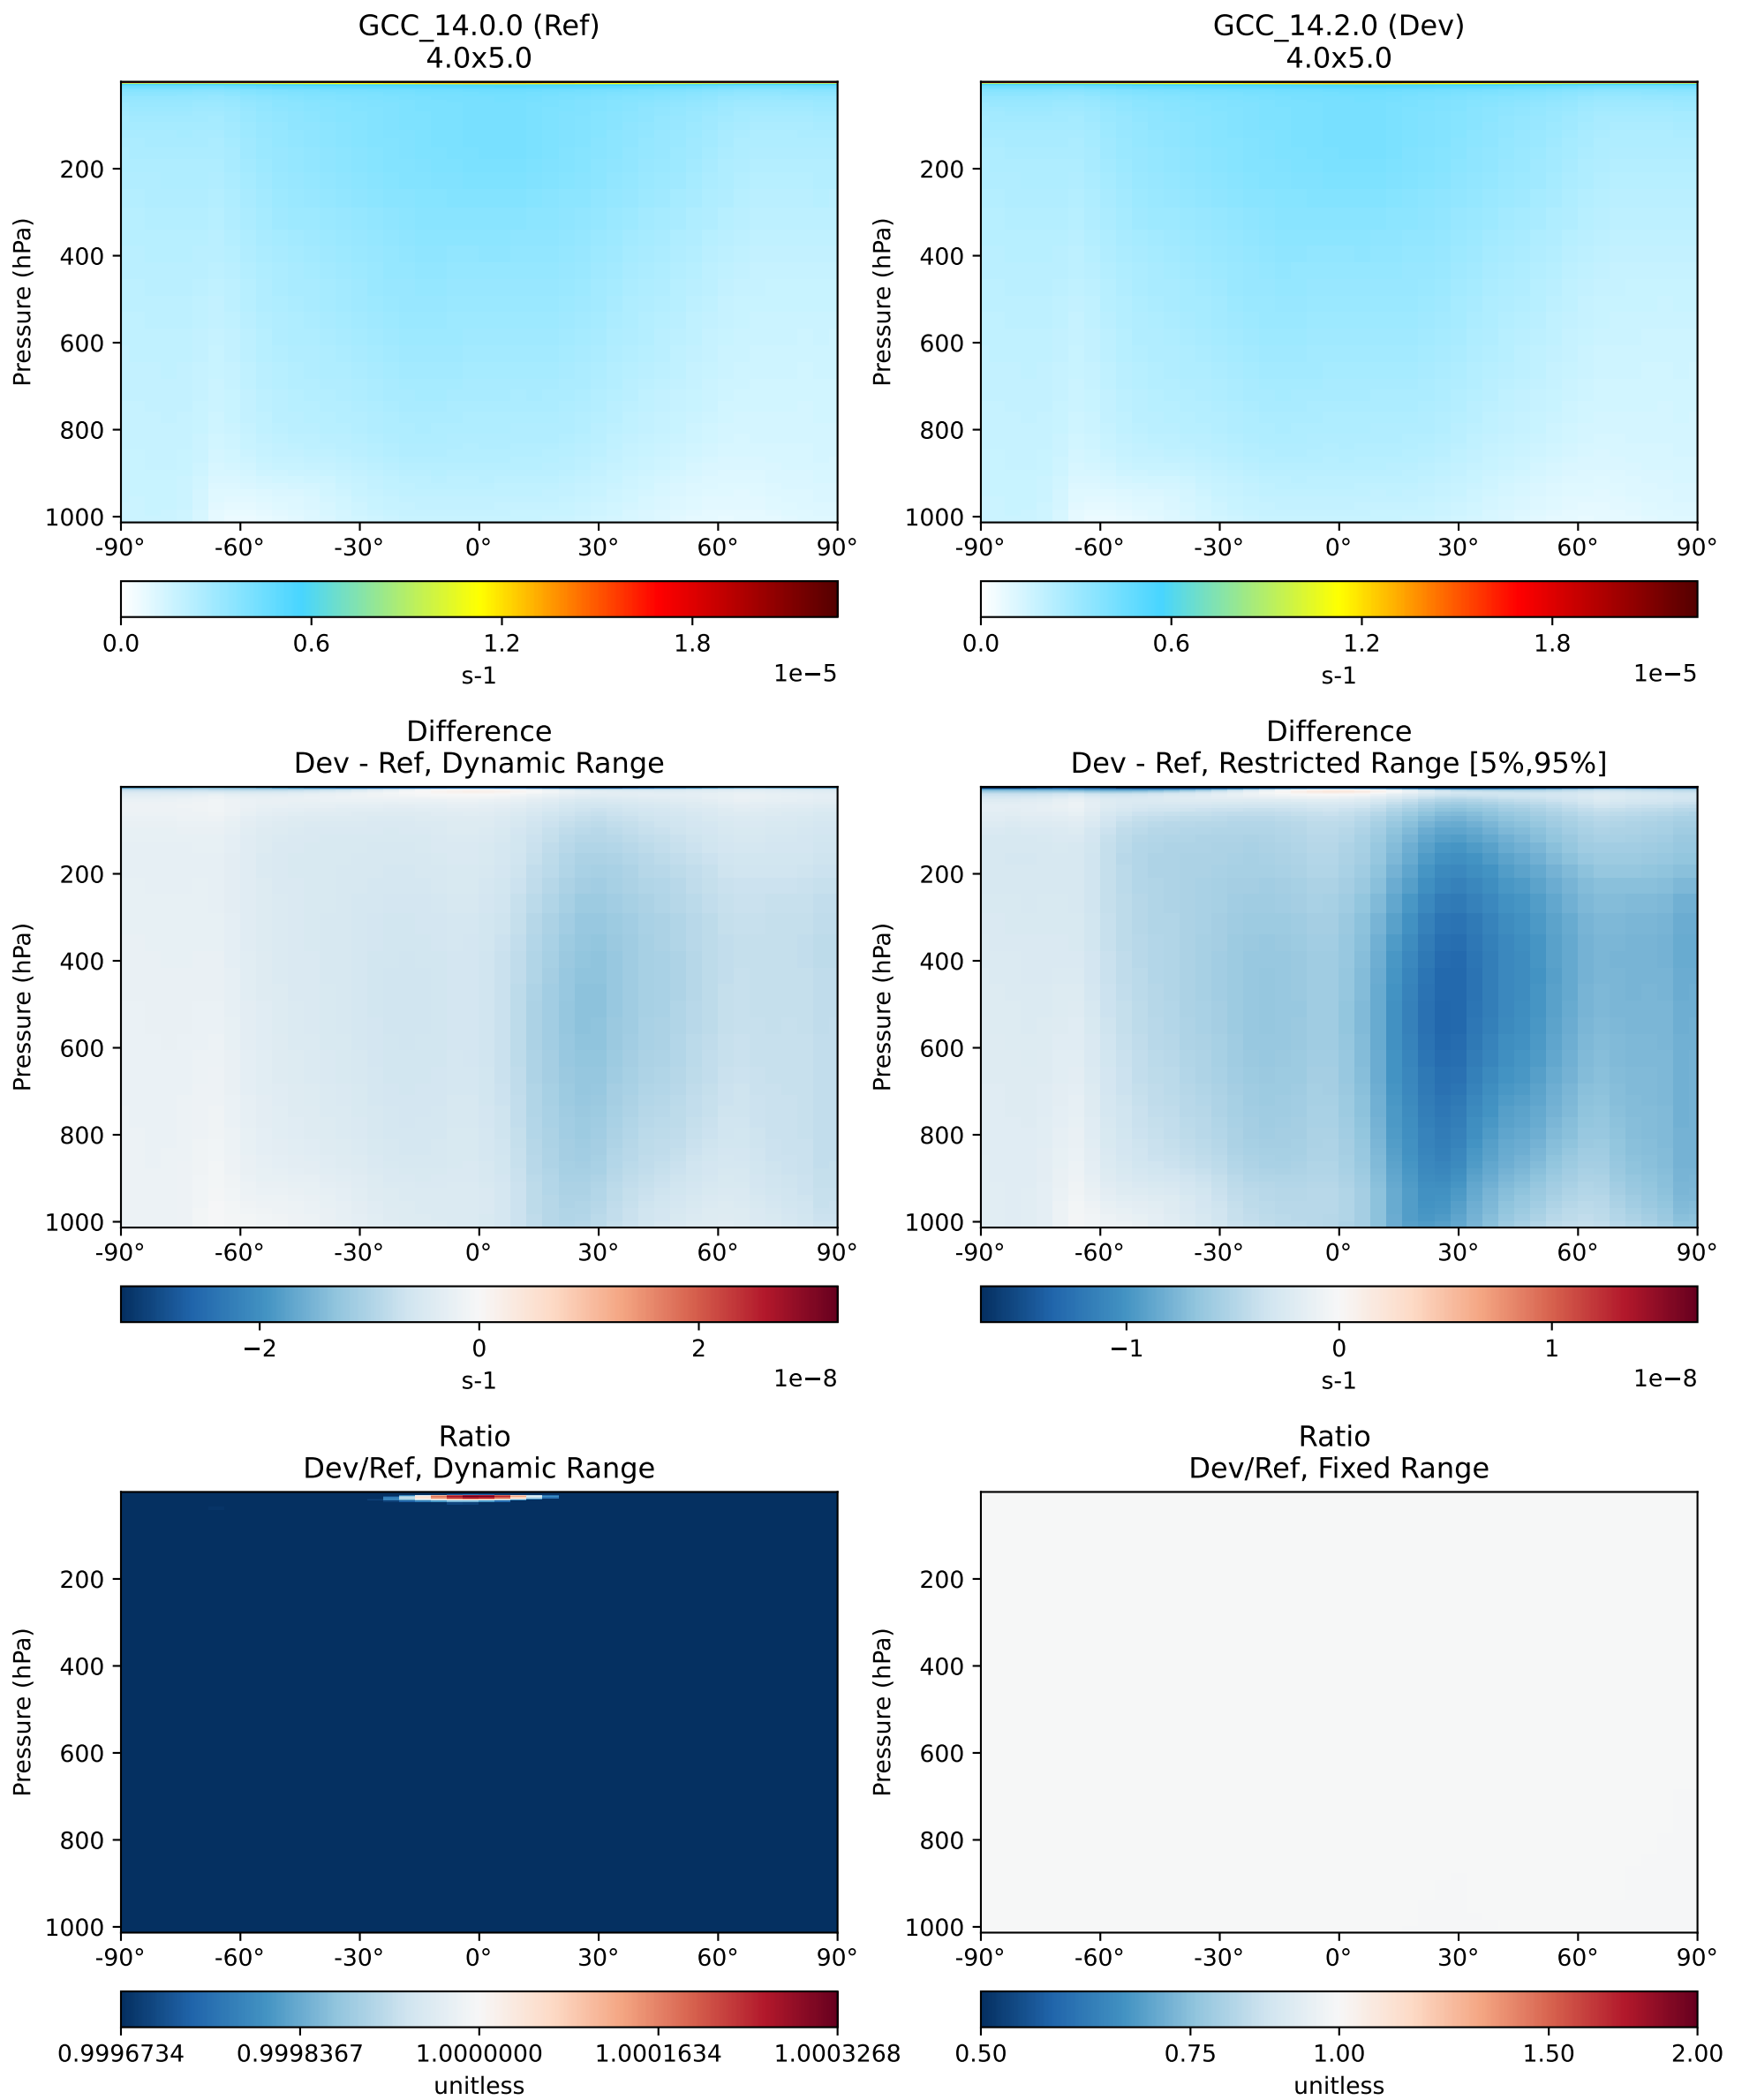 GCC_14.0.0 (Ref)
4.0x5.0
Pressure (hPa)
200
400
600
800
1000
-90° -60° -30° 0° 30° 60° 90°
0.0 0.6 1.2 1.8
s-1
1e−5
GCC_14.2.0 (Dev)
4.0x5.0
Pressure (hPa)
200
400
600
800
1000
-90° -60° -30° 0° 30° 60° 90°
0.0 0.6 1.2 1.8
s-1
1e−5
Difference
Dev - Ref, Dynamic Range
Pressure (hPa)
200
400
600
800
1000
-90° -60° -30° 0° 30° 60° 90°
−2 0 2
s-1
1e−8
Difference
Dev - Ref, Restricted Range [5%,95%]
Pressure (hPa)
200
400
600
800
1000
-90° -60° -30° 0° 30° 60° 90°
−1 0 1
s-1
1e−8
Ratio
Dev/Ref, Dynamic Range
Pressure (hPa)
200
400
600
800
1000
-90° -60° -30° 0° 30° 60° 90°
0.9996734 0.9998367 1.0000000 1.0001634 1.0003268
unitless
Ratio
Dev/Ref, Fixed Range
Pressure (hPa)
200
400
600
800
1000
-90° -60° -30° 0° 30° 60° 90°
0.50 0.75 1.00 1.50 2.00
unitless